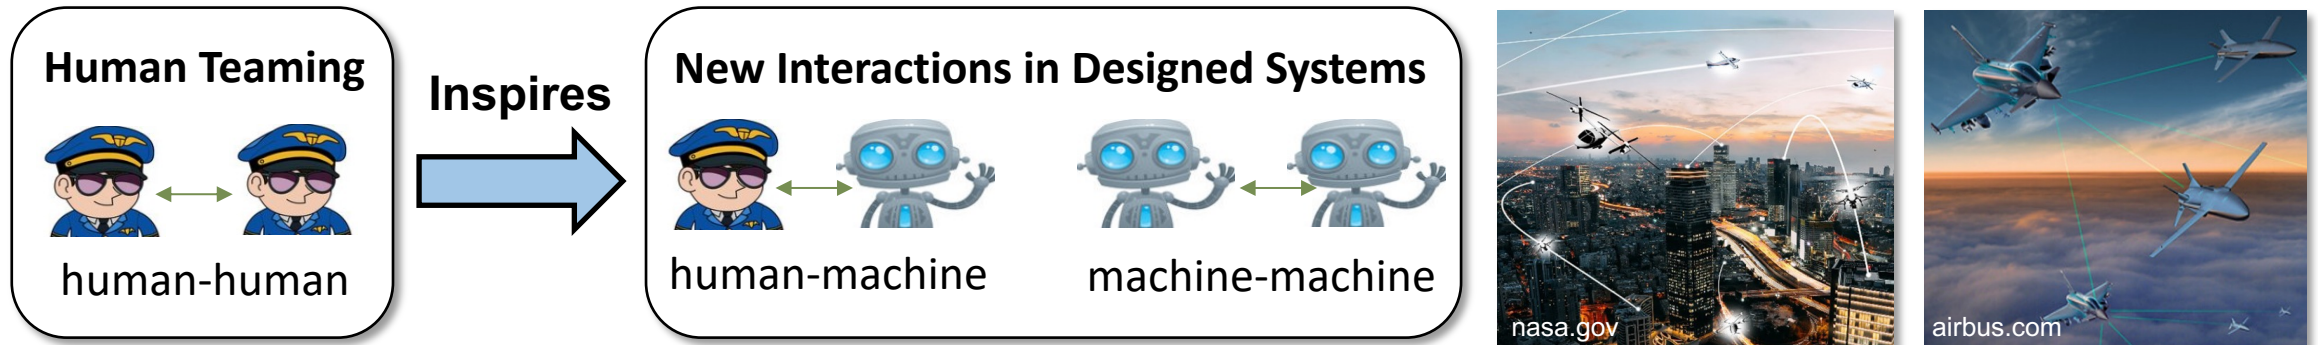 Human Teaming
human-human
Inspires
New Interactions in Designed Systems
human-machine
machine-machine
nasa.gov
airbus.com